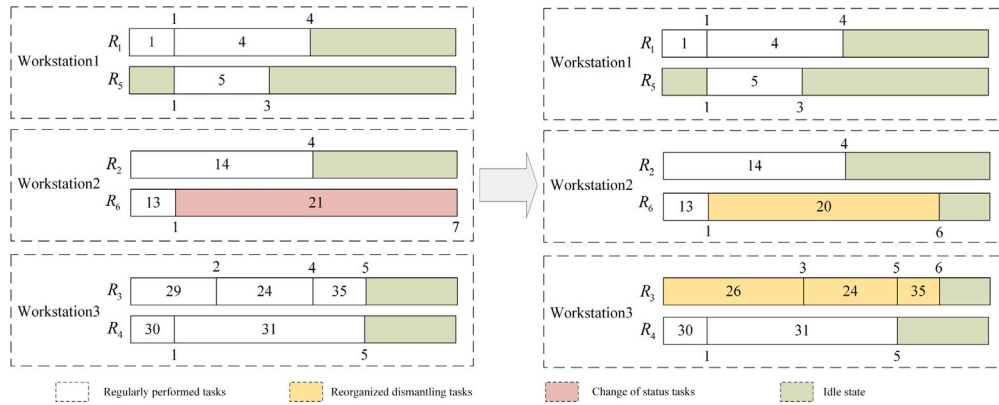 1 4
R1 1 4
Workstation1
R5 5
1 3
4
R2 14
Workstation2
R6 13 21
1 7
2 4 5
R3 29 24 35
Workstation3
R4 30 31
1 5
1 4
R1 1 4
Workstation1
R5 5
1 3
4
R2 14
Workstation2
R6 13 20
1 6
3 5 6
R3 26 24 35
Workstation3
R4 30 31
1 5
Regularly performed tasks
Reorganized dismantling tasks
Change of status tasks
Idle state